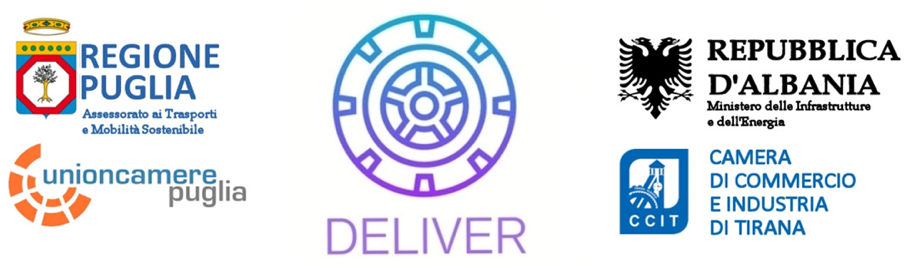 REGIONE
PUGLIA
Assessorato ai Trasporti
e Mobilità Sostenibile
unioncamere
puglia
DELIVER
REPUBBLICA
D'ALBANIA
Ministero delle Infrastrutture
e dell'Energia
CCIT
CAMERA
DI COMMERCIO
E INDUSTRIA
DI TIRANA